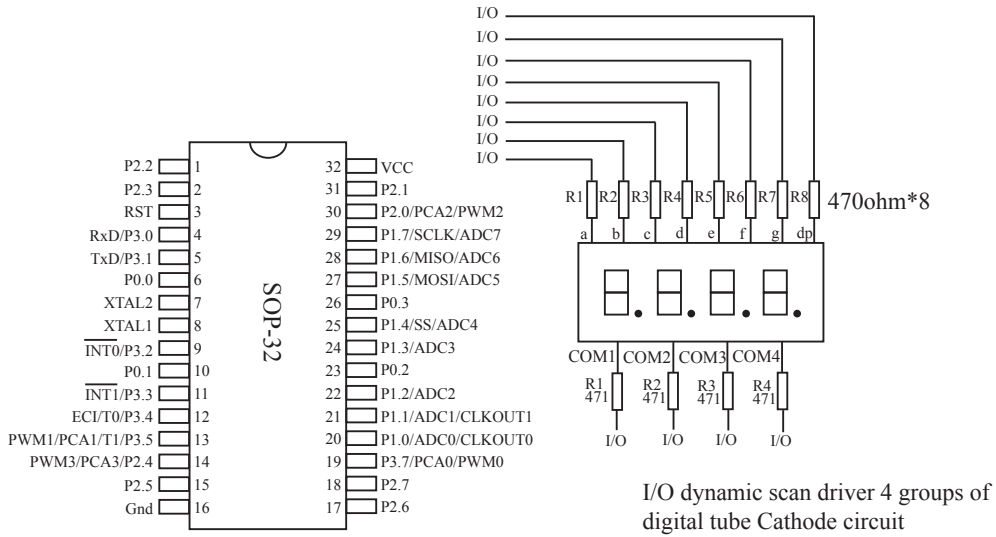 I/O
I/O
I/O
I/O
I/O
I/O
I/O
I/O
R1 R2 R3 R4 R5 R6 R7 R8 470ohm*8
a b c d e f g dp
COM1 COM2 COM3 COM4
R1 R2 R3 R4
471 471 471 471
I/O I/O I/O I/O
I/O dynamic scan driver 4 groups of
digital tube Cathode circuit
SOP-32
P2.2 1 32 VCC
P2.3 2 31 P2.1
RST 3 30 P2.0/PCA2/PWM2
RxD/P3.0 4 29 P1.7/SCLK/ADC7
TxD/P3.1 5 28 P1.6/MISO/ADC6
P0.0 6 27 P1.5/MOSI/ADC5
XTAL2 7 26 P0.3
XTAL1 8 25 P1.4/SS/ADC4
INT0/P3.2 9 24 P1.3/ADC3
P0.1 10 23 P0.2
INT1/P3.3 11 22 P1.2/ADC2
ECI/T0/P3.4 12 21 P1.1/ADC1/CLKOUT1
PWM1/PCA1/T1/P3.5 13 20 P1.0/ADC0/CLKOUT0
PWM3/PCA3/P2.4 14 19 P3.7/PCA0/PWM0
P2.5 15 18 P2.7
Gnd 16 17 P2.6